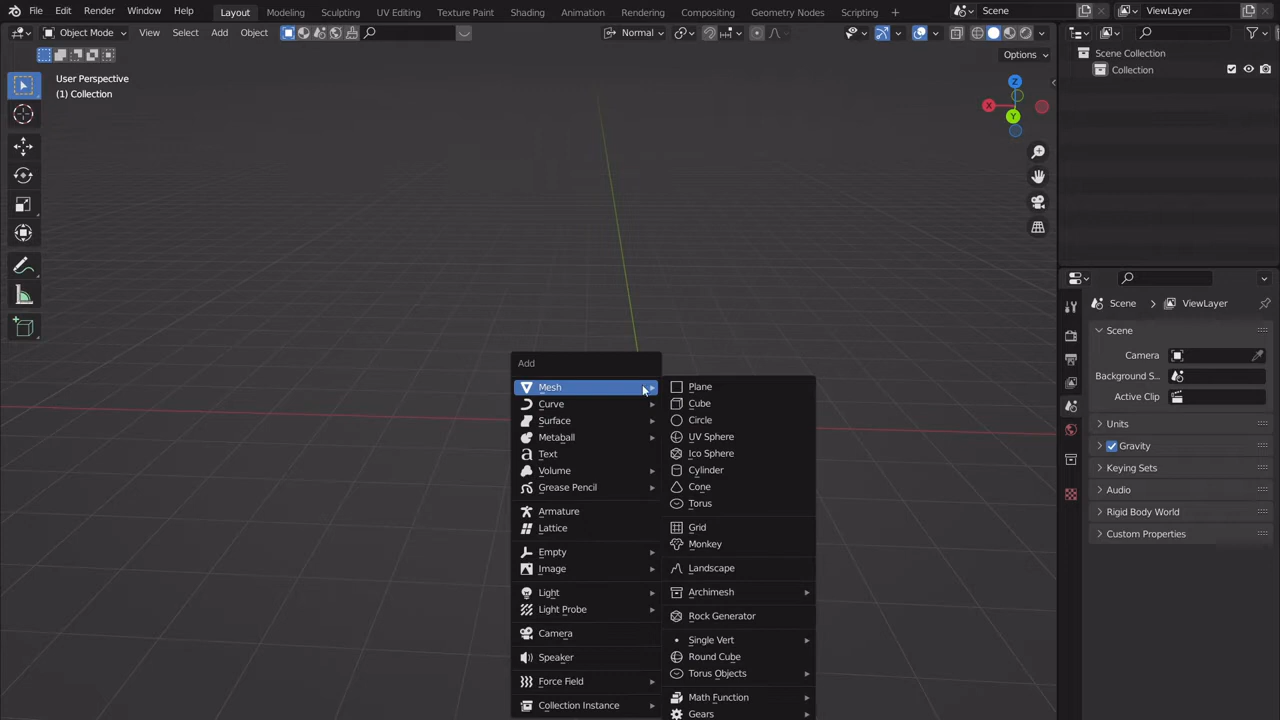 File Edit Render Window Help Layout Modeling Sculpting UV Editing Texture Paint Shading Animation Rendering Compositing Geometry Nodes Scripting + Scene ViewLayer
Object Mode View Select Add Object Normal
Options
User Perspective
(1) Collection
Z
X
Y
Scene Collection
Collection
Scene > ViewLayer
Scene
Camera
Background S...
Active Clip
Units
Gravity
Keying Sets
Audio
Rigid Body World
Custom Properties
Add
Mesh
Curve
Surface
Metaball
Text
Volume
Grease Pencil
Armature
Lattice
Empty
Image
Light
Light Probe
Camera
Speaker
Force Field
Collection Instance
Plane
Cube
Circle
UV Sphere
Ico Sphere
Cylinder
Cone
Torus
Grid
Monkey
Landscape
Archimesh
Rock Generator
Single Vert
Round Cube
Torus Objects
Math Function
Gears